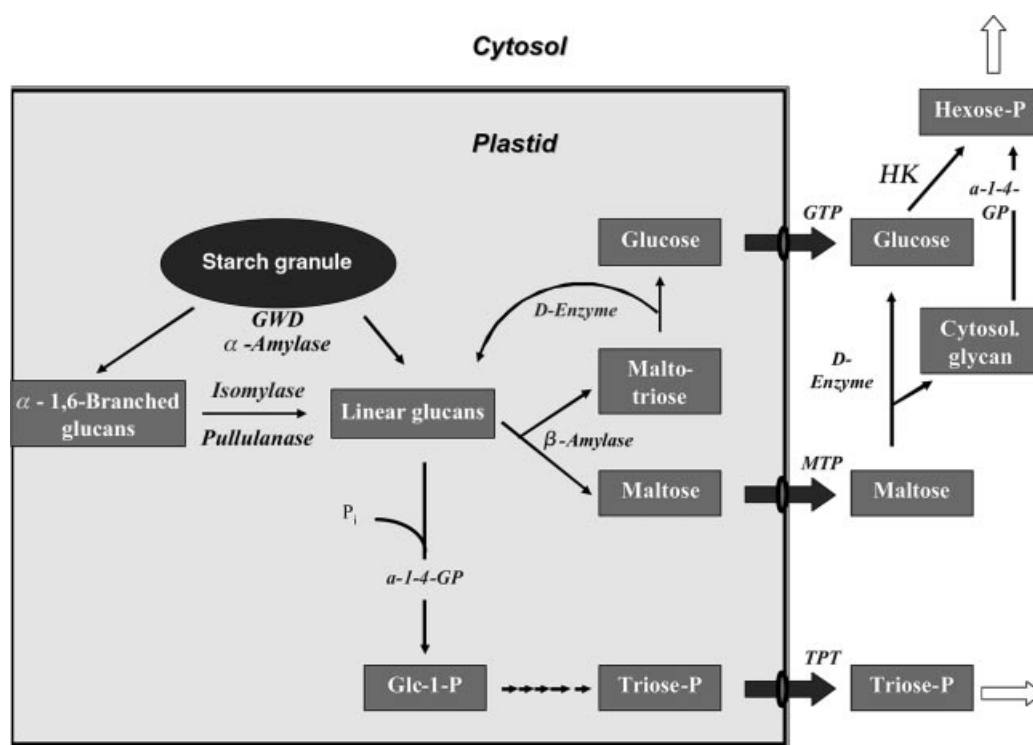 Cytosol
Hexose-P
Plastid
HK
a-1-4-
GP
GTP
Glucose
Glucose
Starch granule
GWD
α -Amylase
D-Enzyme
Cytosol.
glycan
D-
Enzyme
Malto-
triose
α - 1,6-Branched
glucans
Isomylase
Pullulanase
Linear glucans
β-Amylase
MTP
Maltose
Maltose
Pi
a-1-4-GP
TPT
Glc-1-P
Triose-P
Triose-P